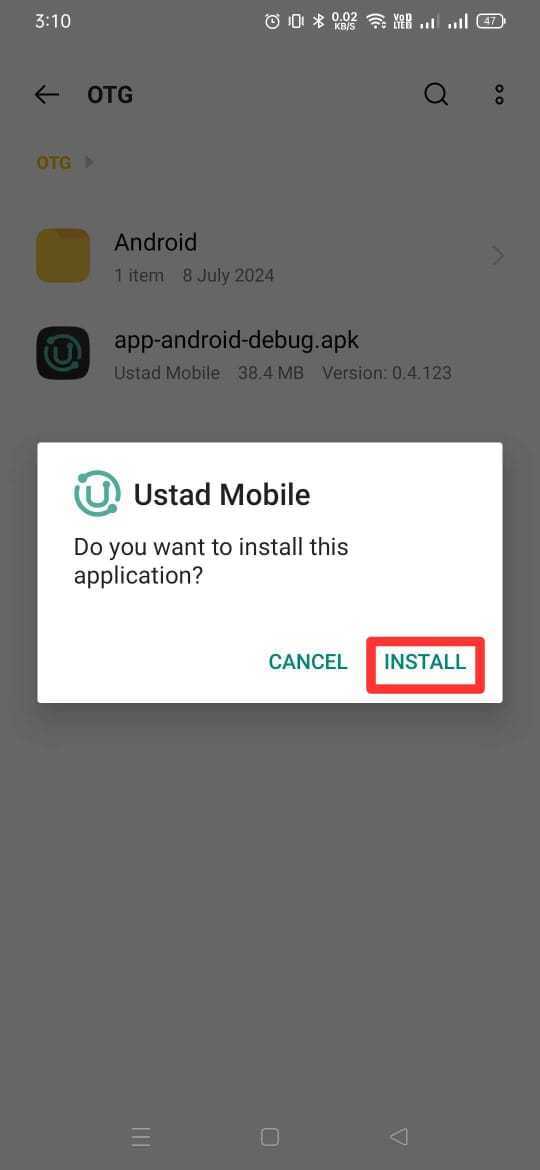 3:10
0.02 KB/S
VoD LTED
47
OTG
OTG
Android
1 item 8 July 2024
app-android-debug.apk
Ustad Mobile 38.4 MB Version: 0.4.123
Ustad Mobile
Do you want to install this
application?
CANCEL INSTALL